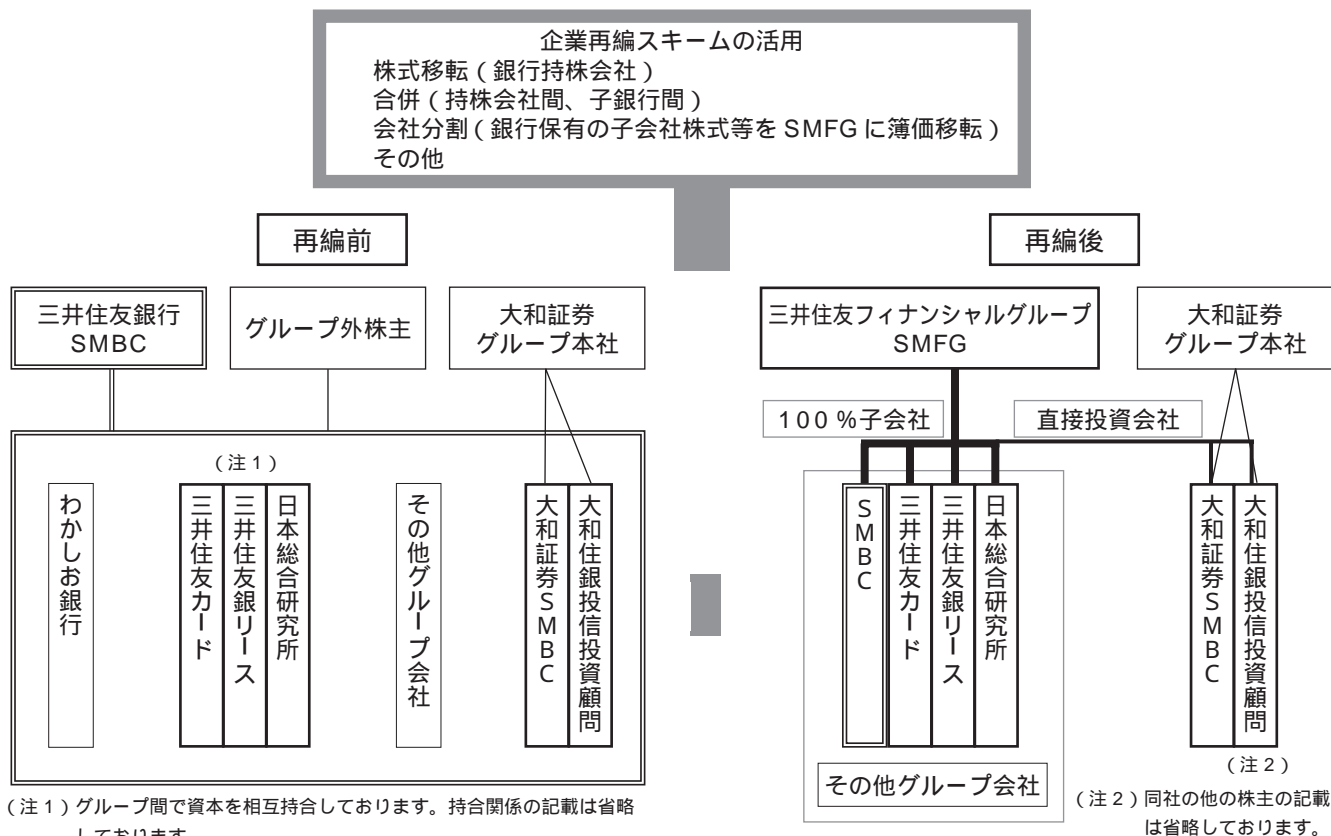 企業再編スキームの活用
株式移転(銀行持株会社)
合併(持株会社間、子銀行間)
会社分割(銀行保有の子会社株式等を SMFG に薄価移転)
その他
再編前
三井住友銀行
SMBC
グループ外株主
大和証券
グループ本社
(注1)
わかしお銀行
三井住友カード
三井住友銀リース
日本総合研究所
その他グループ会社
大和証券SMBC
大和住銀投信投資顧問
(注1)グループ間で資本を相互持合しております。持合関係の記載は省略
しております。
再編後
三井住友フィナンシャルグループ
SMFG
大和証券
グループ本社
100%子会社
直接投資会社
SMBC
三井住友カード
三井住友銀リース
日本総合研究所
その他グループ会社
大和証券SMBC
大和住銀投信投資顧問
(注2)
(注2)同社の他の株主の記載
は省略しております。